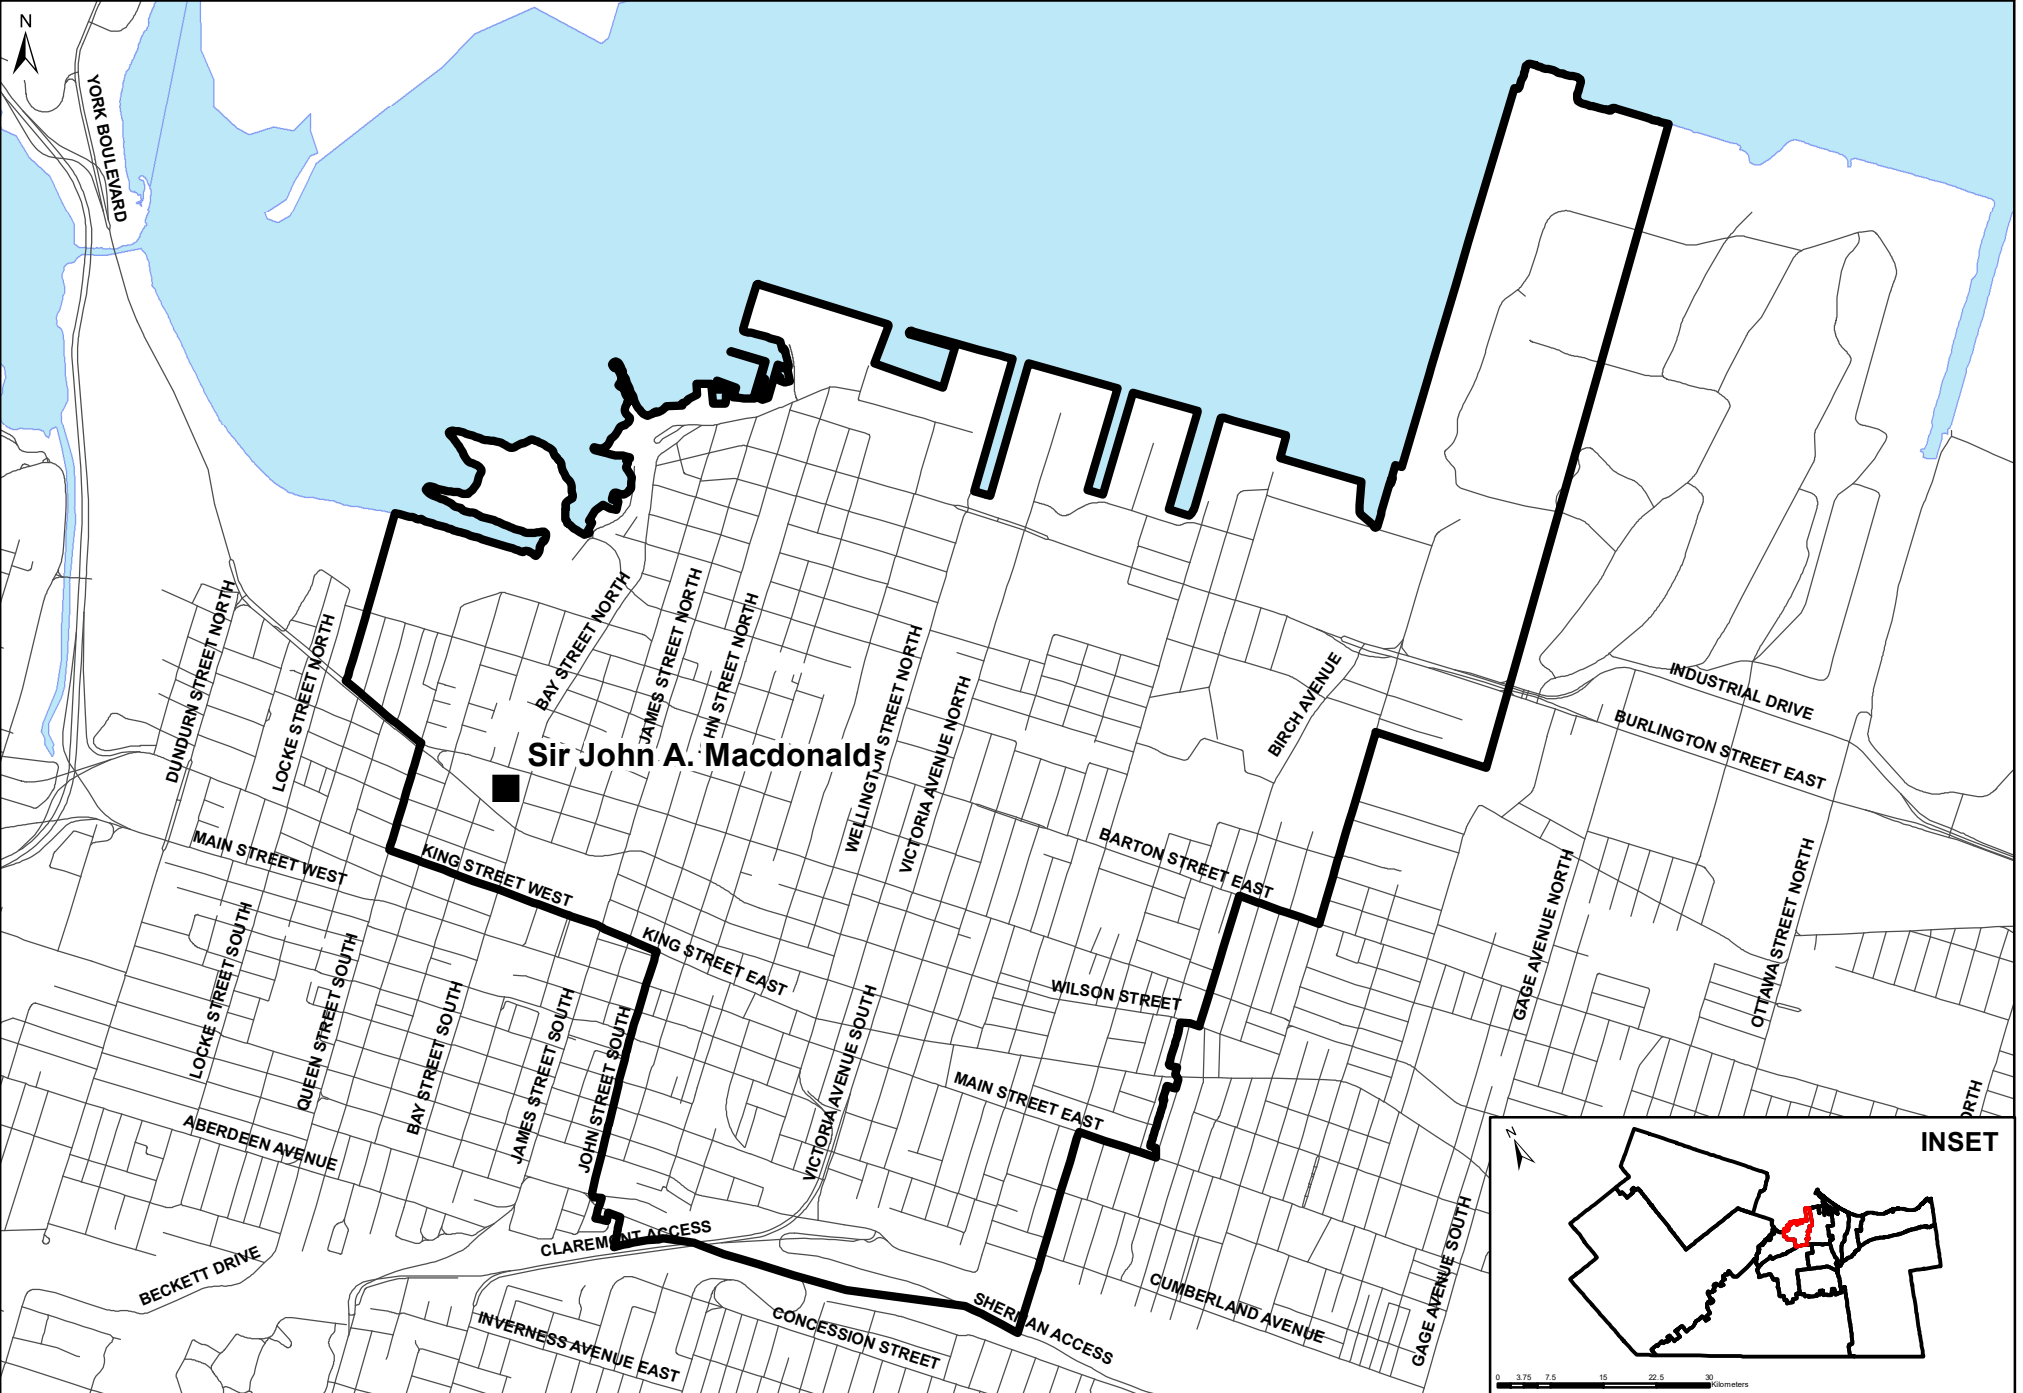 N
YORK BOULEVARD
DUNDURN STREET NORTH
LOCKE STREET NORTH
BAY STREET NORTH
JAMES STREET NORTH
HN STREET NORTH
WELLINGTON STREET NORTH
VICTORIA AVENUE NORTH
BIRCH AVENUE
INDUSTRIAL DRIVE
BURLINGTON STREET EAST
Sir John A. Macdonald
MAIN STREET WEST
KING STREET WEST
BARTON STREET EAST
GAGE AVENUE NORTH
OTTAWA STREET NORTH
LOCKE STREET SOUTH
QUEEN STREET SOUTH
BAY STREET SOUTH
JAMES STREET SOUTH
JOHN STREET SOUTH
KING STREET EAST
VICTORIA AVENUE SOUTH
WILSON STREET
MAIN STREET EAST
ABERDEEN AVENUE
BECKETT DRIVE
CLAREMONT ACCESS
INVERNESS AVENUE EAST
CONCESSION STREET
SHERMAN ACCESS
CUMBERLAND AVENUE
GAGE AVENUE SOUTH
ORTH
INSET
N
0 3.75 7.5 15 22.5 30
Kilometers